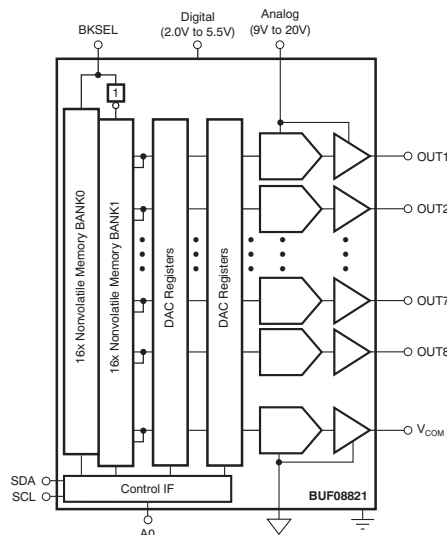 BKSEL
Digital
(2.0V to 5.5V)
Analog
(9V to 20V)
1
16x Nonvolatile Memory BANK0
16x Nonvolatile Memory BANK1
DAC Registers
DAC Registers
OUT1
OUT2
OUT7
OUT8
VCOM
SDA
SCL
Control IF
BUF08821
A0